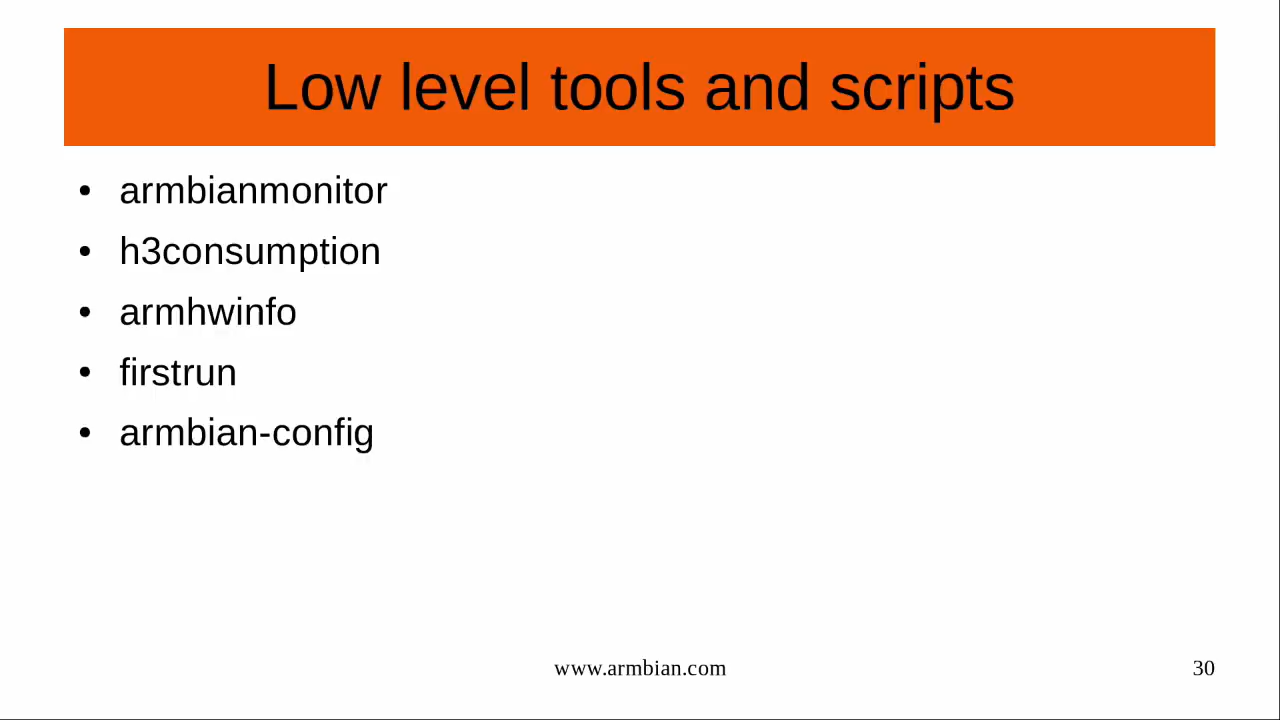 Low level tools and scripts
• armbianmonitor
• h3consumption
• armhwinfo
• firstrun
• armbian-config
www.armbian.com
30